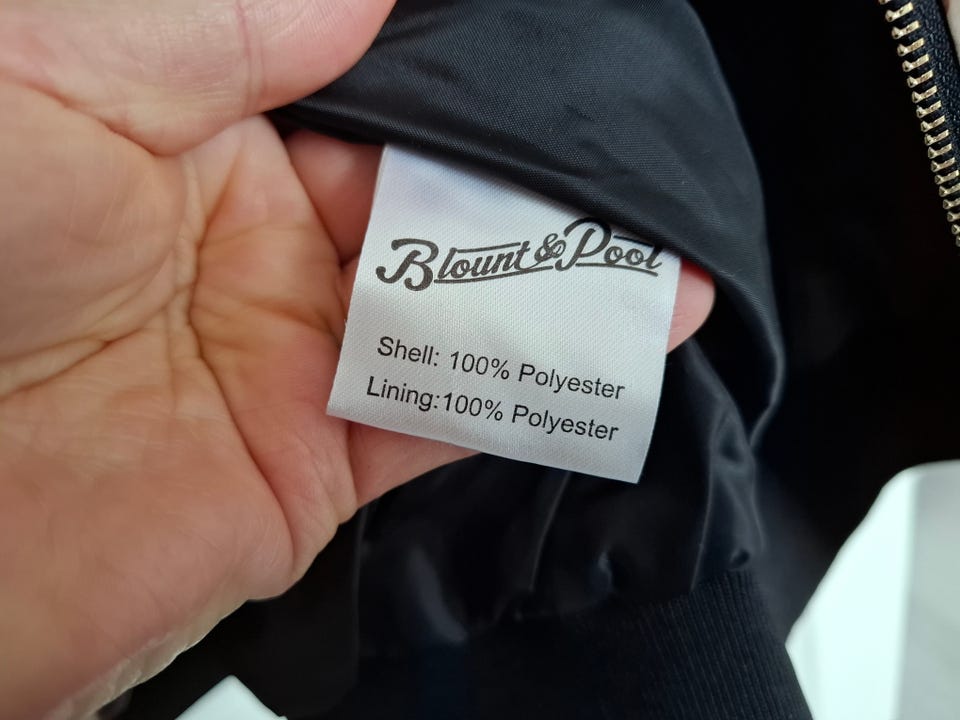 Blount & Pool
Shell: 100% Polyester
Lining:100% Polyester